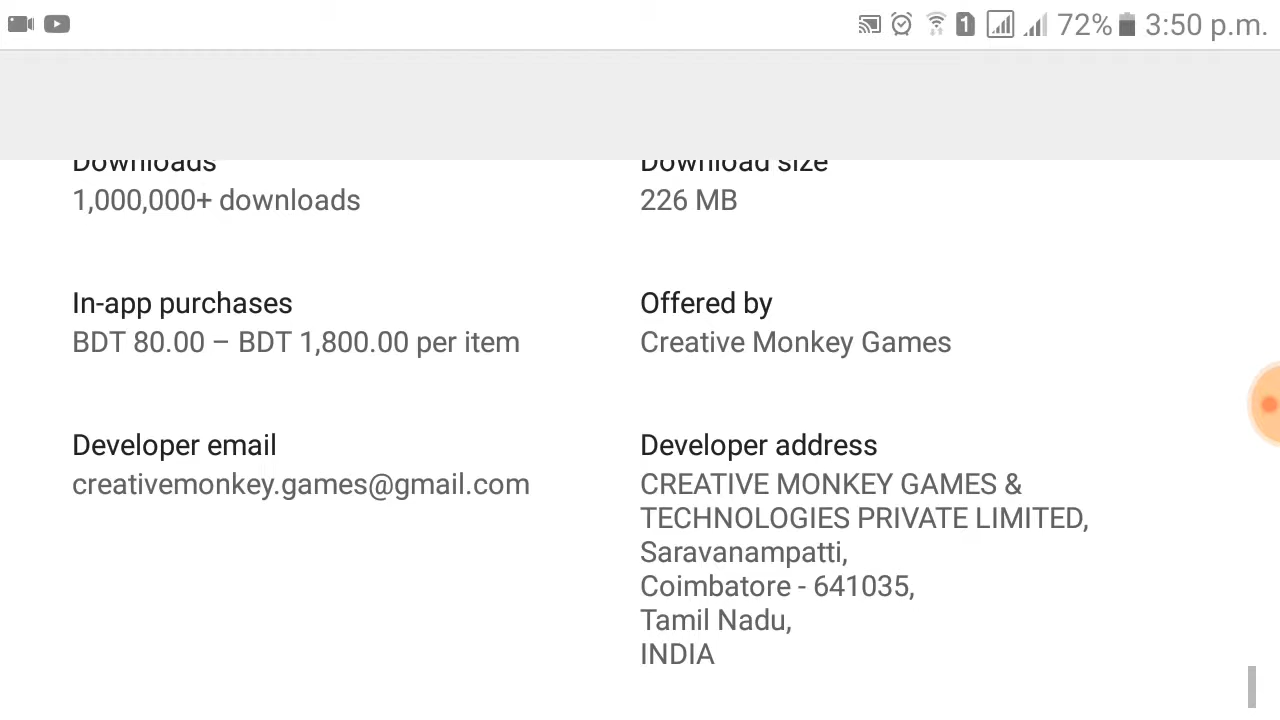 1 72% 3:50 p.m.
Downloads
1,000,000+ downloads
Download size
226 MB
In-app purchases
BDT 80.00 – BDT 1,800.00 per item
Offered by
Creative Monkey Games
Developer email
creativemonkey.games@gmail.com
Developer address
CREATIVE MONKEY GAMES &
TECHNOLOGIES PRIVATE LIMITED,
Saravanampatti,
Coimbatore - 641035,
Tamil Nadu,
INDIA